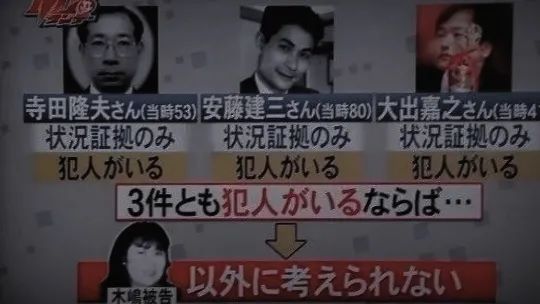 寺田隆夫さん(当時53)
安藤建三さん(当時80)
大出嘉之さん(当時4
状況証拠のみ
状況証拠のみ
状況証拠のみ
犯人がいる
犯人がいる
犯人がいる
3件とも犯人がいるならば…
木嶋被告
以外に考えられない